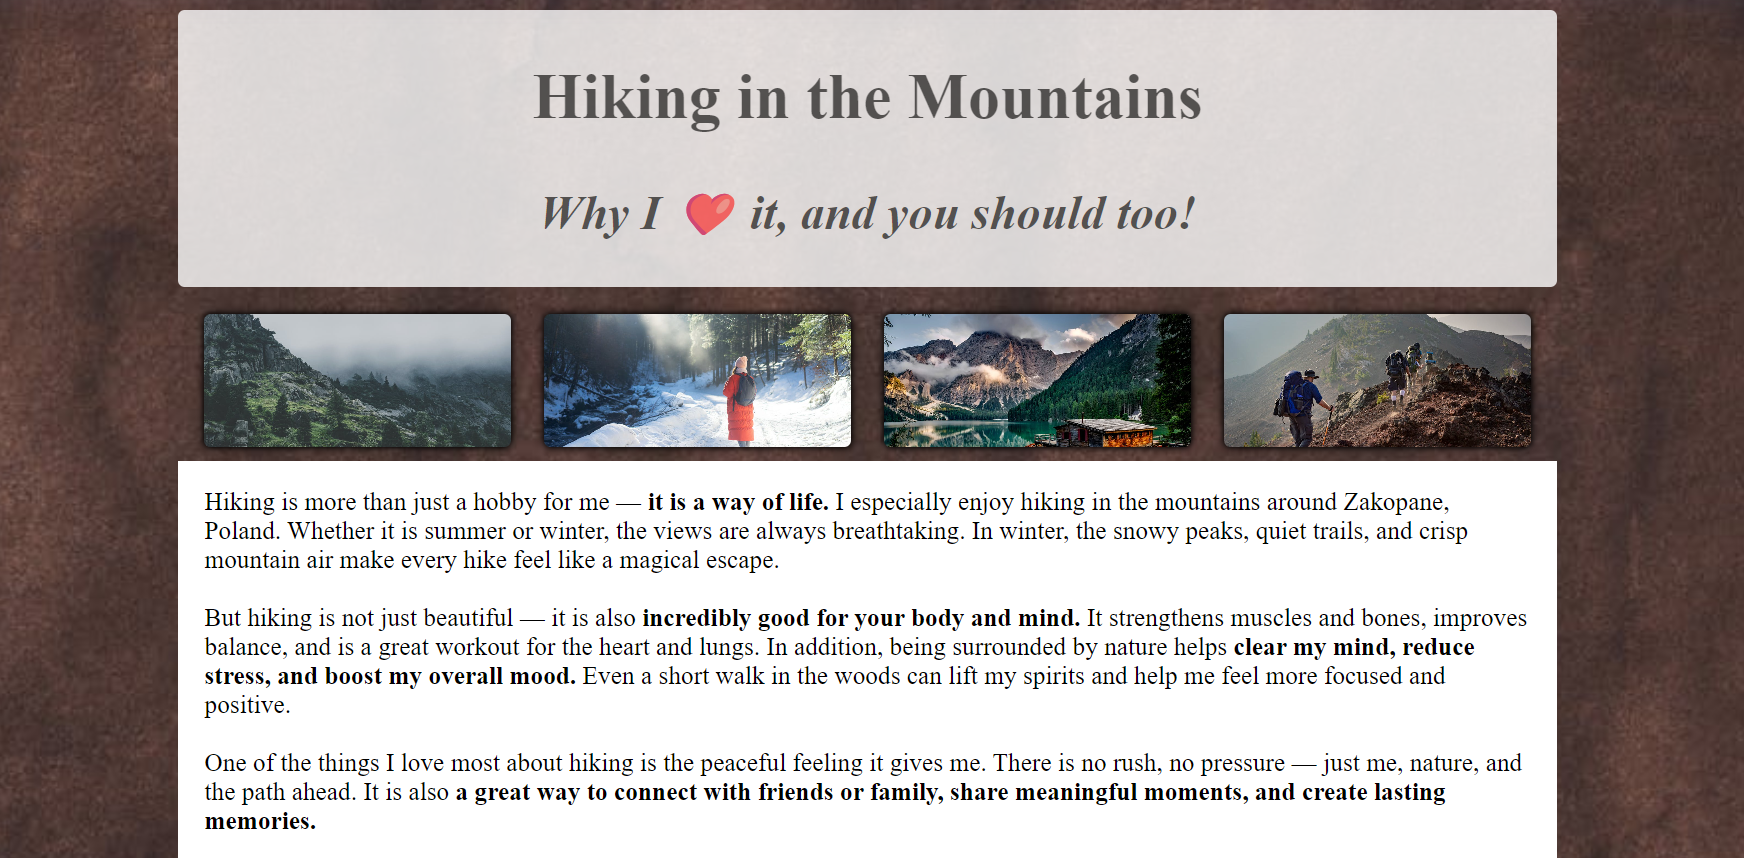 Hiking in the Mountains
Why I ❤️ it, and you should too!
Hiking is more than just a hobby for me — it is a way of life. I especially enjoy hiking in the mountains around Zakopane,
Poland. Whether it is summer or winter, the views are always breathtaking. In winter, the snowy peaks, quiet trails, and crisp
mountain air make every hike feel like a magical escape.
But hiking is not just beautiful — it is also incredibly good for your body and mind. It strengthens muscles and bones, improves
balance, and is a great workout for the heart and lungs. In addition, being surrounded by nature helps clear my mind, reduce
stress, and boost my overall mood. Even a short walk in the woods can lift my spirits and help me feel more focused and
positive.
One of the things I love most about hiking is the peaceful feeling it gives me. There is no rush, no pressure — just me, nature, and
the path ahead. It is also a great way to connect with friends or family, share meaningful moments, and create lasting
memories.